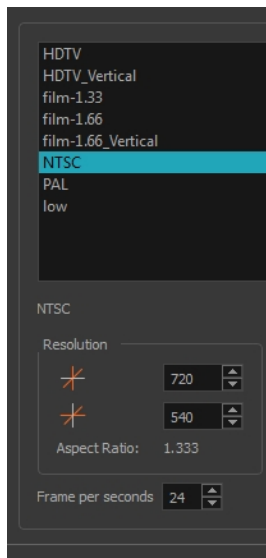 HDTV
HDTV_Vertical
film-1.33
film-1.66
film-1.66_Vertical
NTSC
PAL
low
NTSC
Resolution
720
540
Aspect Ratio: 1.333
Frame per seconds 24